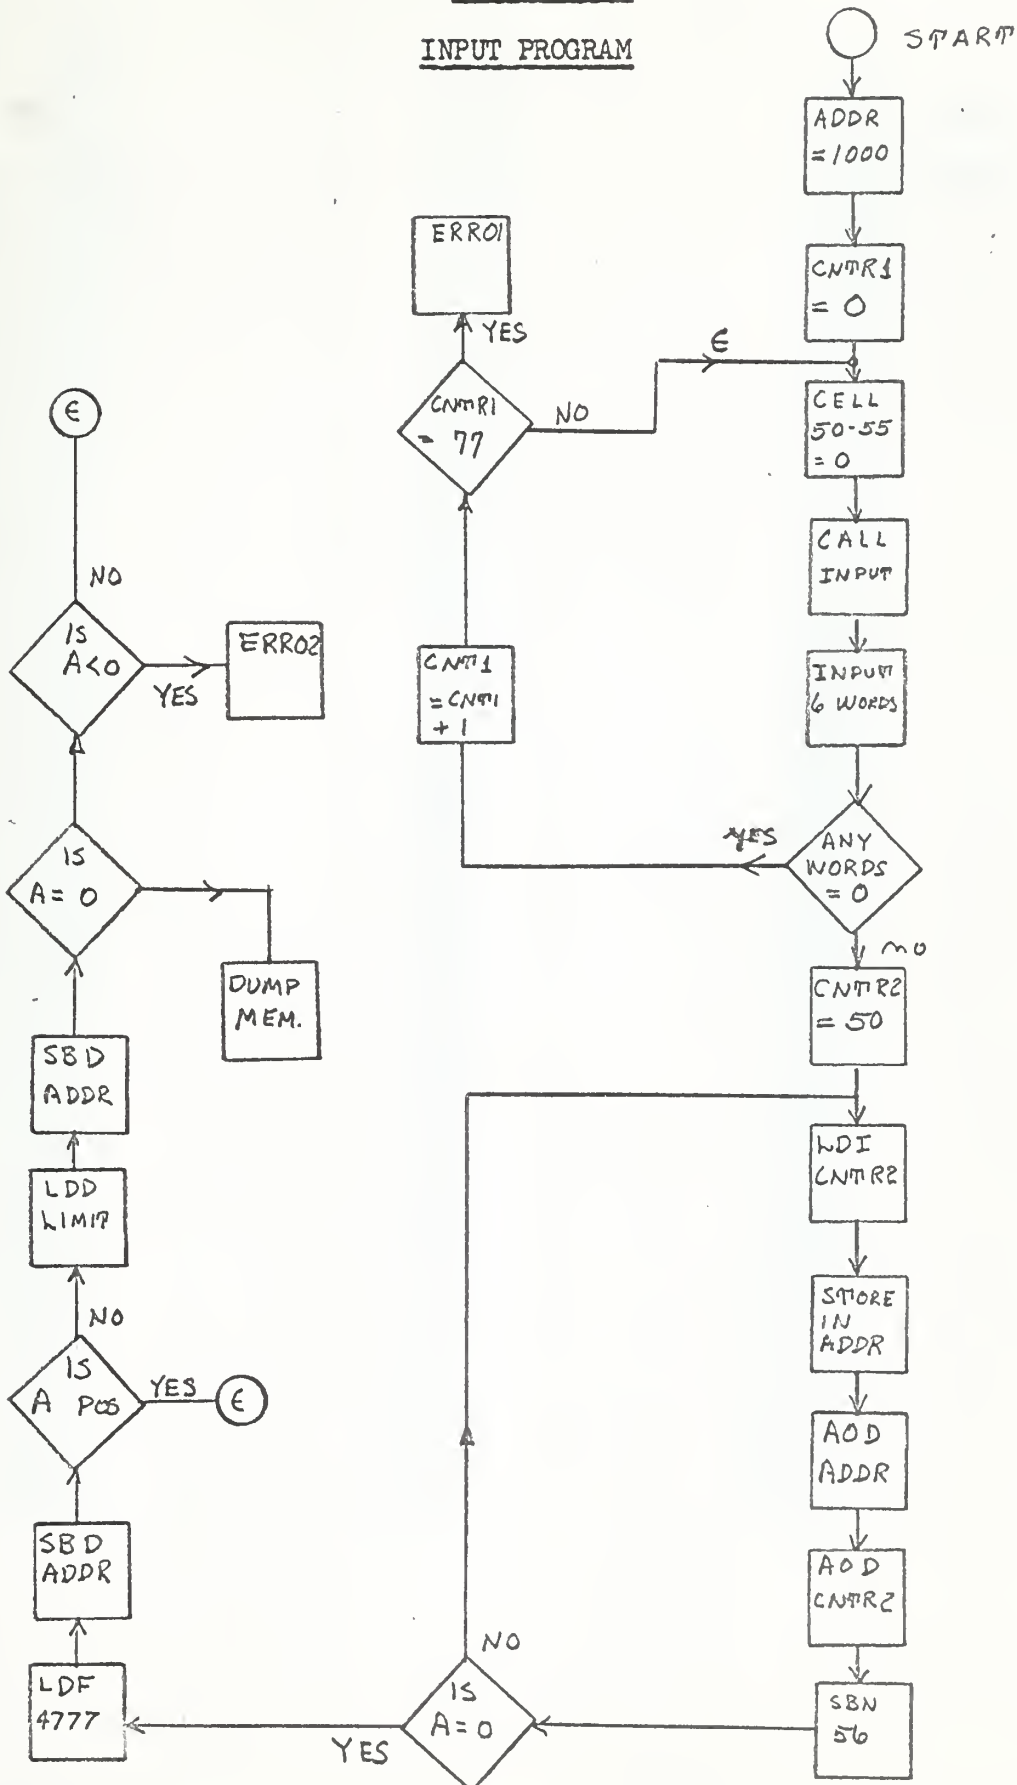 INPUT PROGRAM
START
ADDR
=1000
CNTR1
= 0
CELL
50-55
= 0
CALL
INPUT
INPUT
6 WORDS
ANY
WORDS
= 0
YES
NO
CNT1
=CNT1
+ 1
CNTR1
= 77
YES
NO
ERR01
ϵ
CNTR2
= 50
LDI
CNTR2
STORE
IN
ADDR
AOD
ADDR
AOD
CNTR2
SBN
56
IS
A=0
NO
YES
LDF
4777
SBD
ADDR
IS
A POS
YES
ϵ
NO
LDD
LIMIT
SBD
ADDR
IS
A= 0
DUMP
MEM.
IS
A<0
YES
ERR02
NO
ϵ